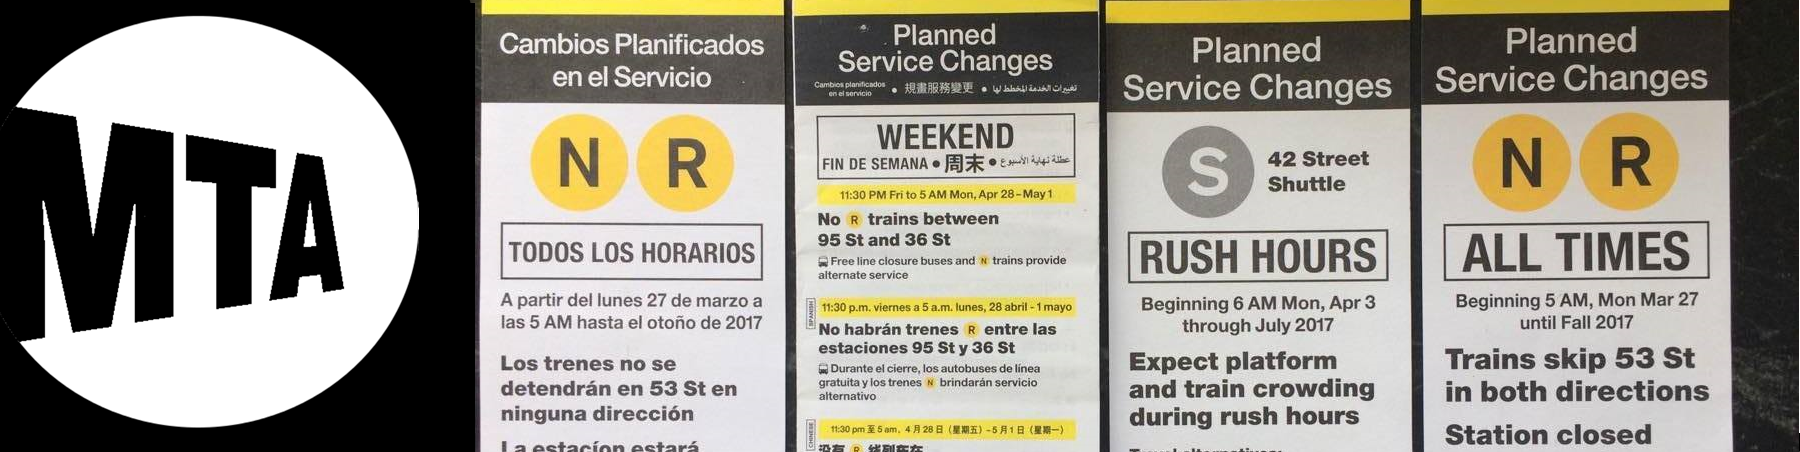 MTA
Cambios Planificados
en el Servicio
N R
TODOS LOS HORARIOS
A partir del lunes 27 de marzo a
las 5 AM hasta el otoño de 2017
Los trenes no se
detendrán en 53 St en
ninguna dirección
La estacíon estará
Planned
Service Changes
Cambios planificados
en el servicio • 規畫服務變更 • تغييرات الخدمة المخطط لها
WEEKEND
FIN DE SEMANA • 周末 • عطلة نهاية الأسبوع
11:30 PM Fri to 5 AM Mon, Apr 28 – May 1
No R trains between
95 St and 36 St
Free line closure buses and N trains provide
alternate service
SPANISH
11:30 p.m. viernes a 5 a.m. lunes, 28 abril - 1 mayo
No habrán trenes R entre las
estaciones 95 St y 36 St
Durante el cierre, los autobuses de línea
gratuita y los trenes N brindarán servicio
alternativo
CHINESE
11:30 pm 至 5 am, 4 月 28 日 (星期五) – 5 月 1 日 (星期一)
没有 R
Planned
Service Changes
S 42 Street
Shuttle
RUSH HOURS
Beginning 6 AM Mon, Apr 3
through July 2017
Expect platform
and train crowding
during rush hours
Travel alternatives:
Planned
Service Changes
N R
ALL TIMES
Beginning 5 AM, Mon Mar 27
until Fall 2017
Trains skip 53 St
in both directions
Station closed